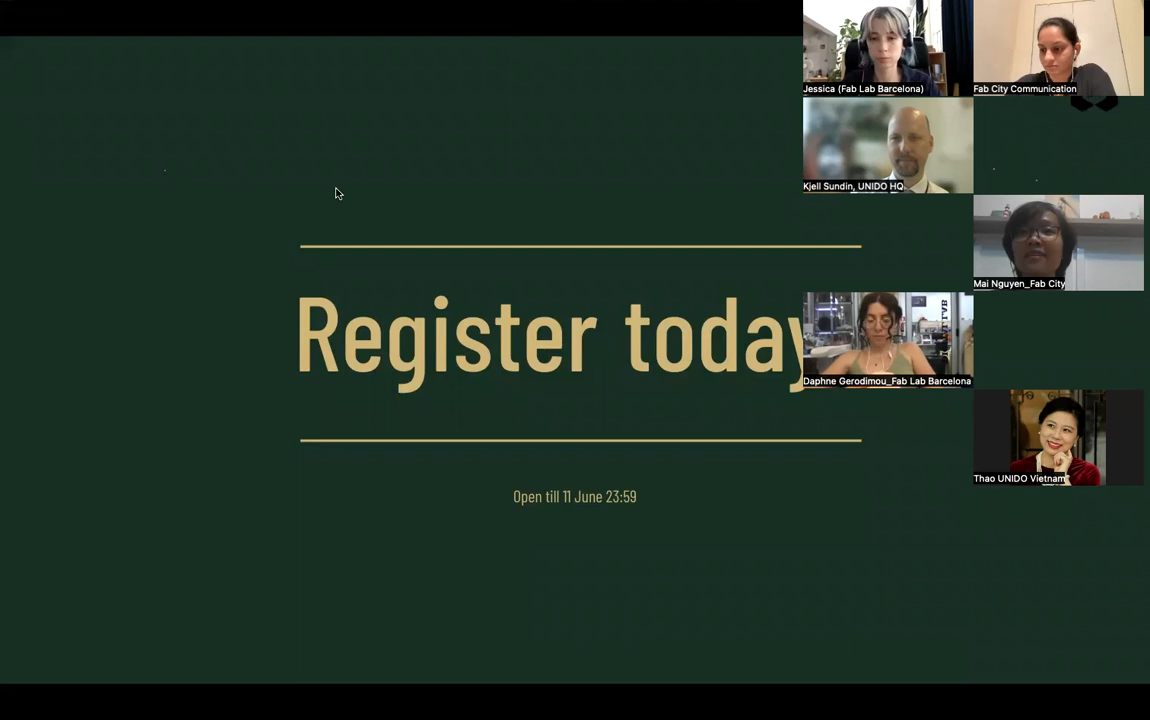 Jessica (Fab Lab Barcelona)
Fab City Communication
Kjell Sundin, UNIDO HQ
Mai Nguyen_Fab City
Register today
Daphne Gerodimou_Fab Lab Barcelona
Thao UNIDO Vietnam
Open till 11 June 23:59